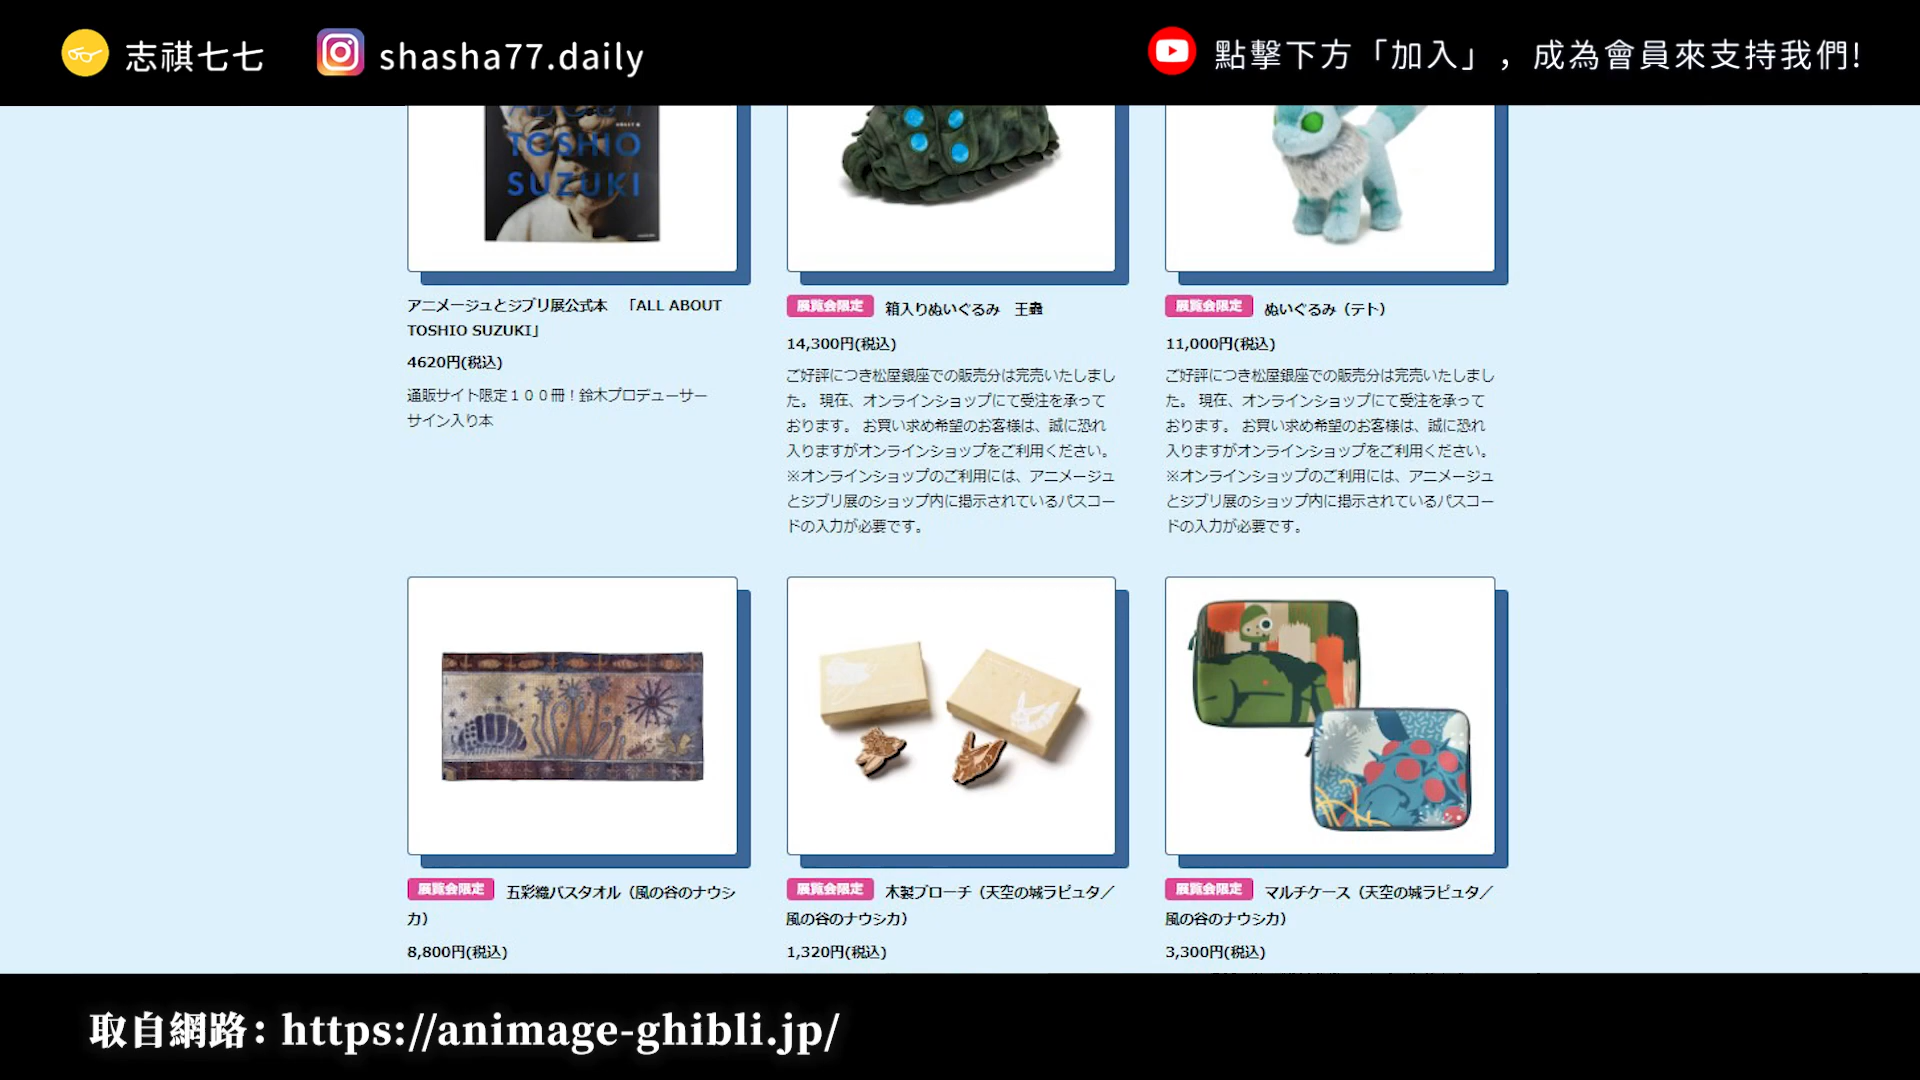 志祺七七
shasha77.daily
點擊下方「加入」，成為會員來支持我們!
ABOUT
TOSHIO
SUZUKI
アニメージュとジブリ展公式本　「ALL ABOUT
TOSHIO SUZUKI」
4620円(税込)
通販サイト限定１００冊！鈴木プロデューサー
サイン入り本
展覧会限定 箱入りぬいぐるみ　王蟲
14,300円(税込)
ご好評につき松屋銀座での販売分は完売いたしまし
た。 現在、オンラインショップにて受注を承って
おります。 お買い求め希望のお客様は、誠に恐れ
入りますがオンラインショップをご利用ください。
※オンラインショップのご利用には、アニメージュ
とジブリ展のショップ内に掲示されているパスコー
ドの入力が必要です。
展覧会限定 ぬいぐるみ（テト）
11,000円(税込)
ご好評につき松屋銀座での販売分は完売いたしまし
た。 現在、オンラインショップにて受注を承って
おります。 お買い求め希望のお客様は、誠に恐れ
入りますがオンラインショップをご利用ください。
※オンラインショップのご利用には、アニメージュ
とジブリ展のショップ内に掲示されているパスコー
ドの入力が必要です。
展覧会限定 五彩織バスタオル（風の谷のナウシ
カ）
8,800円(税込)
展覧会限定 木製ブローチ（天空の城ラピュタ／
風の谷のナウシカ）
1,320円(税込)
展覧会限定 マルチケース（天空の城ラピュタ／
風の谷のナウシカ）
3,300円(税込)
取自網路：https://animage-ghibli.jp/